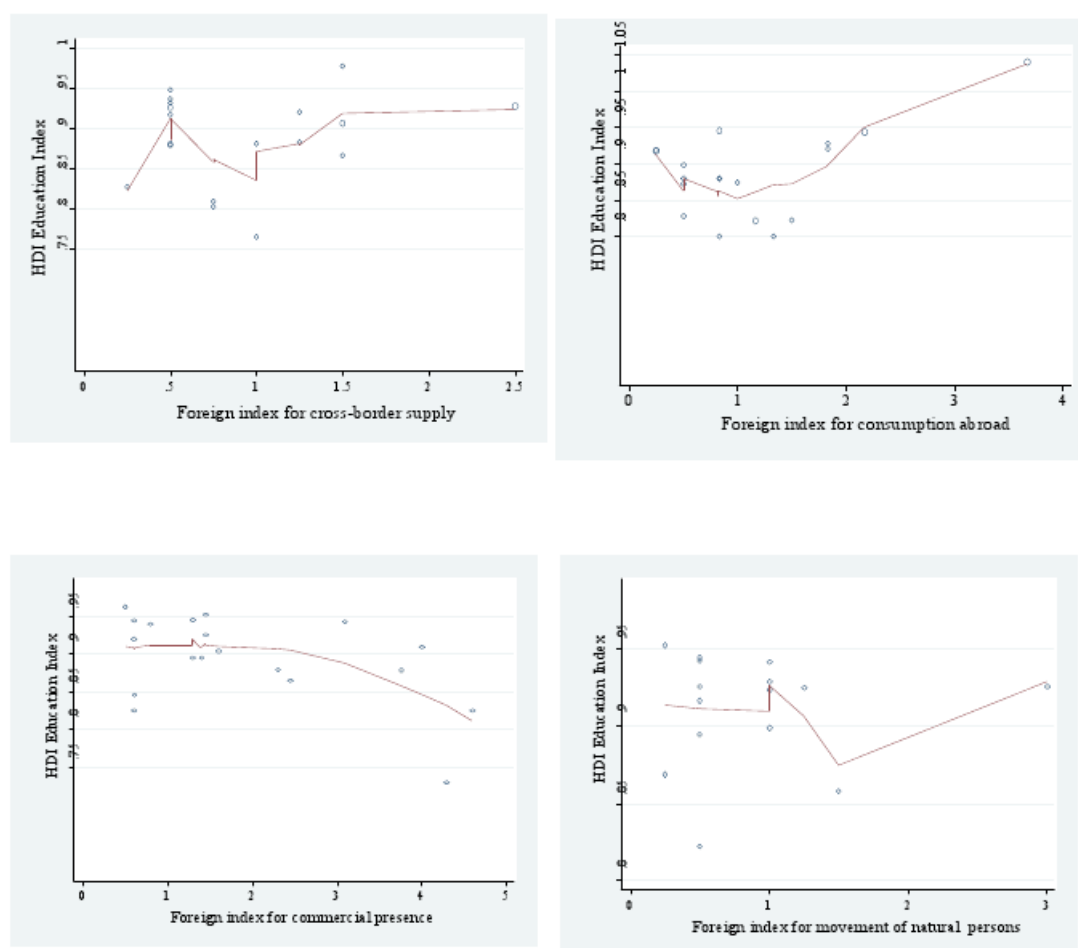 HDI Education Index
1
.95
.9
.85
.8
.75
0 .5 1 1.5 2 2.5
Foreign index for cross-border supply
HDI Education Index
1.05
1
.95
.9
.85
.8
0 1 2 3 4
Foreign index for consumption abroad
HDI Education Index
.95
.9
.85
.8
.75
0 1 2 3 4 5
Foreign index for commercial presence
HDI Education Index
.95
.9
.85
.8
0 1 2 3
Foreign index for movement of natural persons